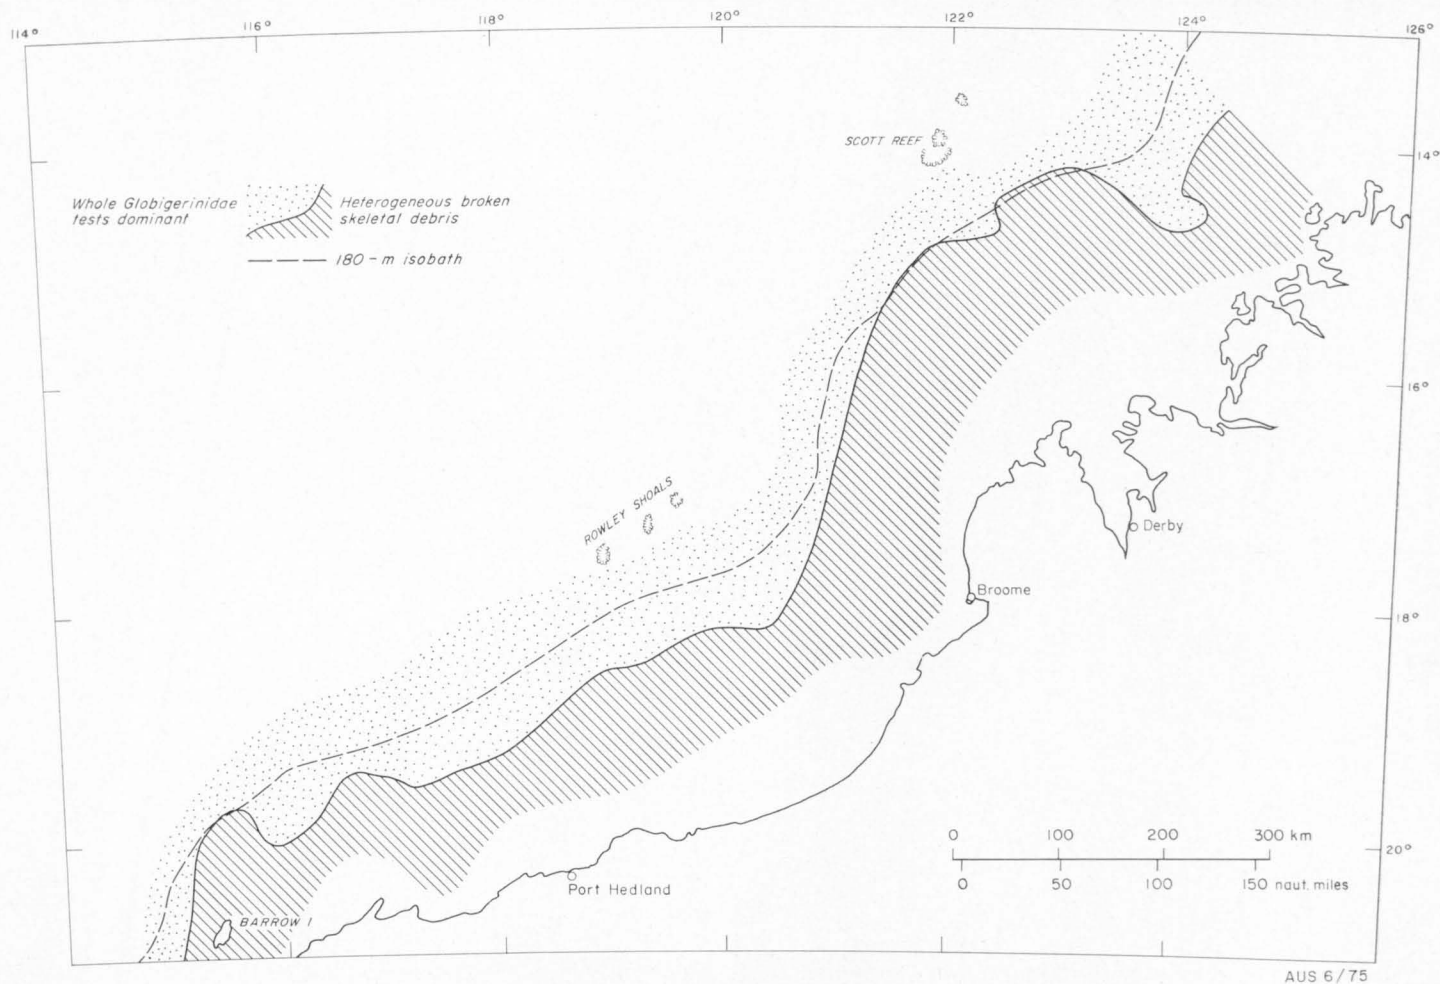 114°
116°
118°
120°
122°
124°
126°
SCOTT REEF
14°
Whole Globigerinidae
tests dominant
Heterogeneous broken
skeletal debris
180-m isobath
16°
ROWLEY SHOALS
Derby
Broome
18°
0 100 200 300 km
20°
0 50 100 150 naut. miles
Port Hedland
BARROW I
AUS 6/75